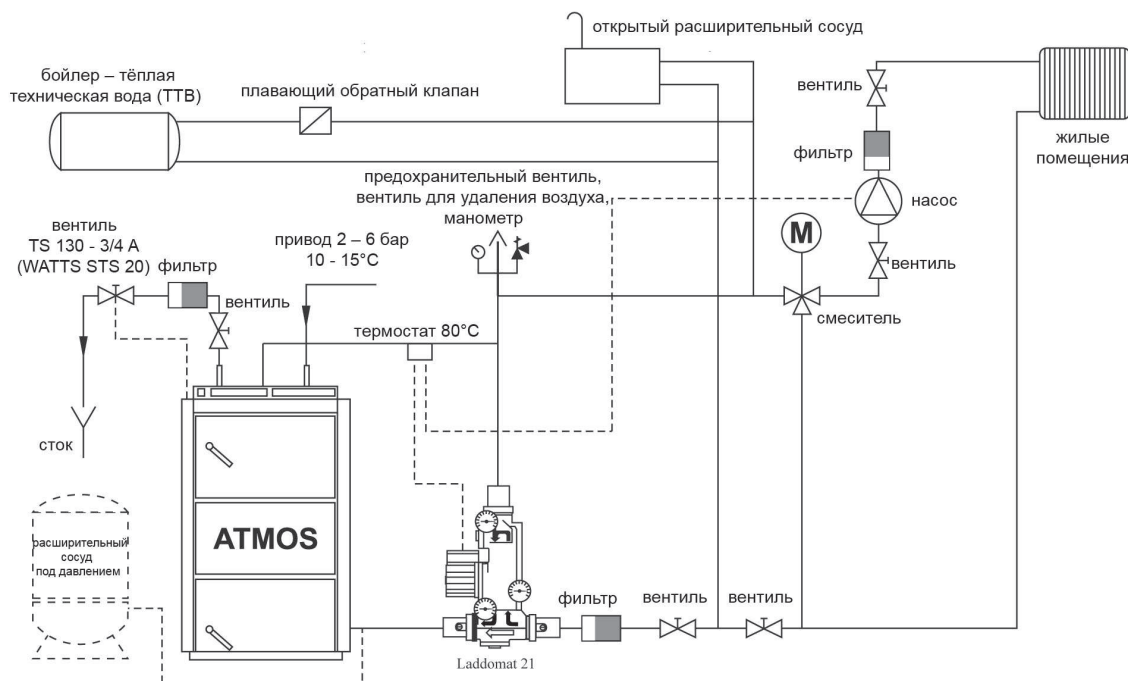 открытый расширительный сосуд
бойлер – тёплая
техническая вода (ТТВ)
плавающий обратный клапан
вентиль
фильтр
жилые
помещения
предохранительный вентиль,
вентиль для удаления воздуха,
манометр
насос
М
вентиль
смеситель
вентиль
TS 130 - 3/4 А
(WATTS STS 20)
фильтр
привод 2 – 6 бар
10 - 15°С
вентиль
термостат 80°С
сток
ATMOS
расширительный
сосуд
под давлением
фильтр
вентиль
вентиль
Laddomat 21